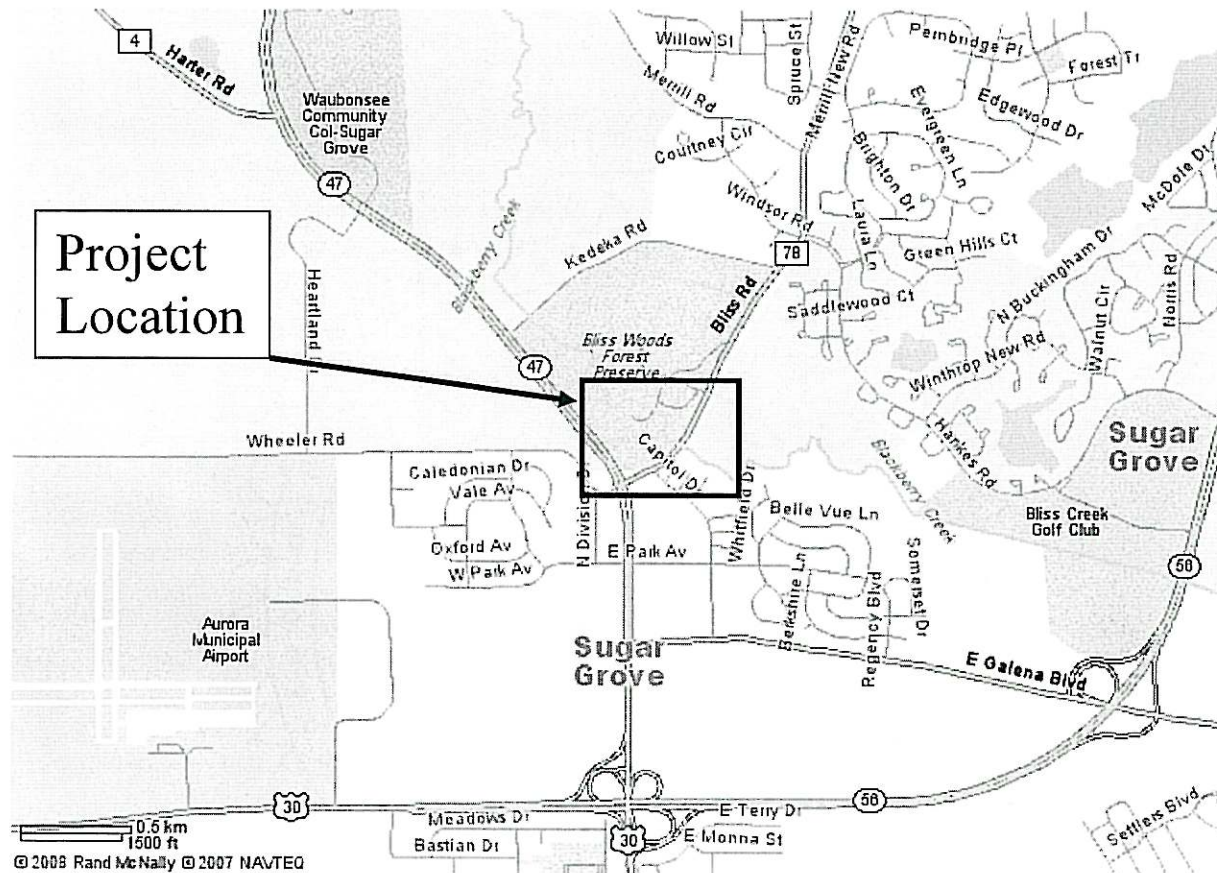 4
Harter Rd
Waubonsee
Community
Col-Sugar
Grove
47
Project
Location
Willow St
Spruce St
Merrill Rd
Merrill New Rd
Pembridge Pl
Forest Tr
Edgewood Dr
Evergreen Ln
Brighton Dr
Courtney Cir
Windsor Rd
Laura Ln
McDole Dr
Blackberry Creek
Kedeka Rd
78
Green Hills Ct
N Buckingham Dr
Heartland
Bliss Rd
Saddlewood Ct
Walnut Cir
Norris Rd
Bliss Woods
Forest
Preserve
47
Winthrop New Rd
Wheeler Rd
Capitol Dr
Hankes Rd
Sugar
Grove
Caledonian Dr
Vale Av
Blackberry Creek
Bliss Creek
Golf Club
N Division
Whitfield Dr
Belle Vue Ln
Oxford Av
W Park Av
E Park Av
Berkshire Ln
Regency Blvd
Somerset Dr
56
Aurora
Municipal
Airport
Sugar
Grove
E Galena Blvd
30
Meadows Dr
E Terry Dr
56
Bastian Dr
30
E Monna St
Settlers Blvd
0.5 km
1500 ft
© 2008 Rand McNally © 2007 NAVTEQ